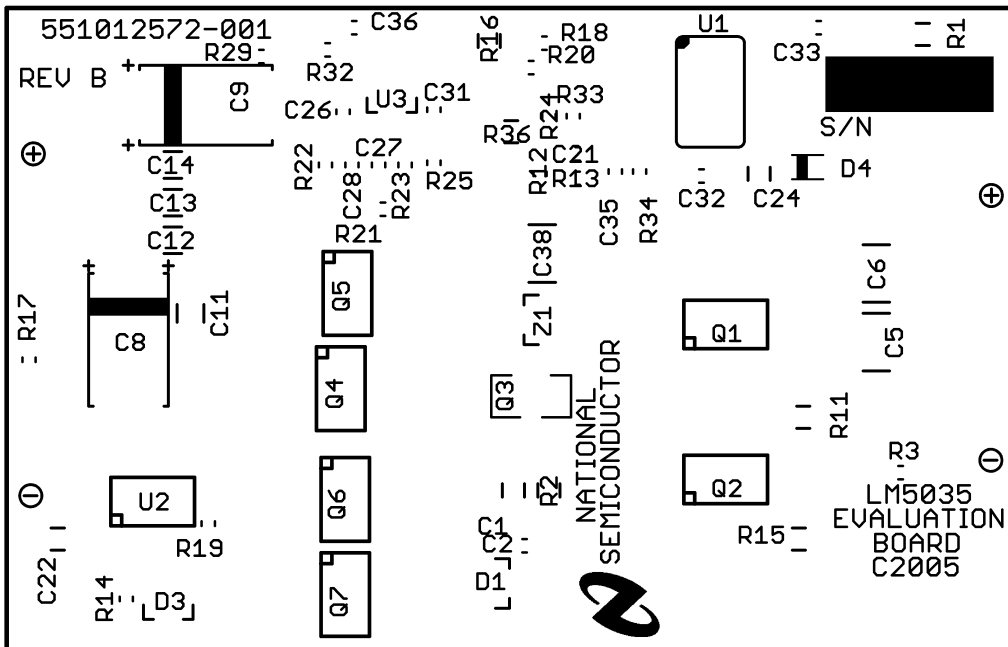 551012572-001
C36
R16
R18
U1
C33
R1
R29
R32
R20
REV B
C9
C26
U3
C31
R33
R24
R36
S/N
C14
R22
C27
R12
C21
R13
D4
C13
C28
R23
R25
C35
R34
C32
C24
C12
R21
C38
C6
R17
C8
C11
Q5
Z1
Q1
C5
Q4
Q3
R11
NATIONAL
SEMICONDUCTOR
R3
U2
Q6
R2
Q2
LM5035
EVALUATION
BOARD
C2005
R19
C1
C2
R15
C22
R14
D3
Q7
D1